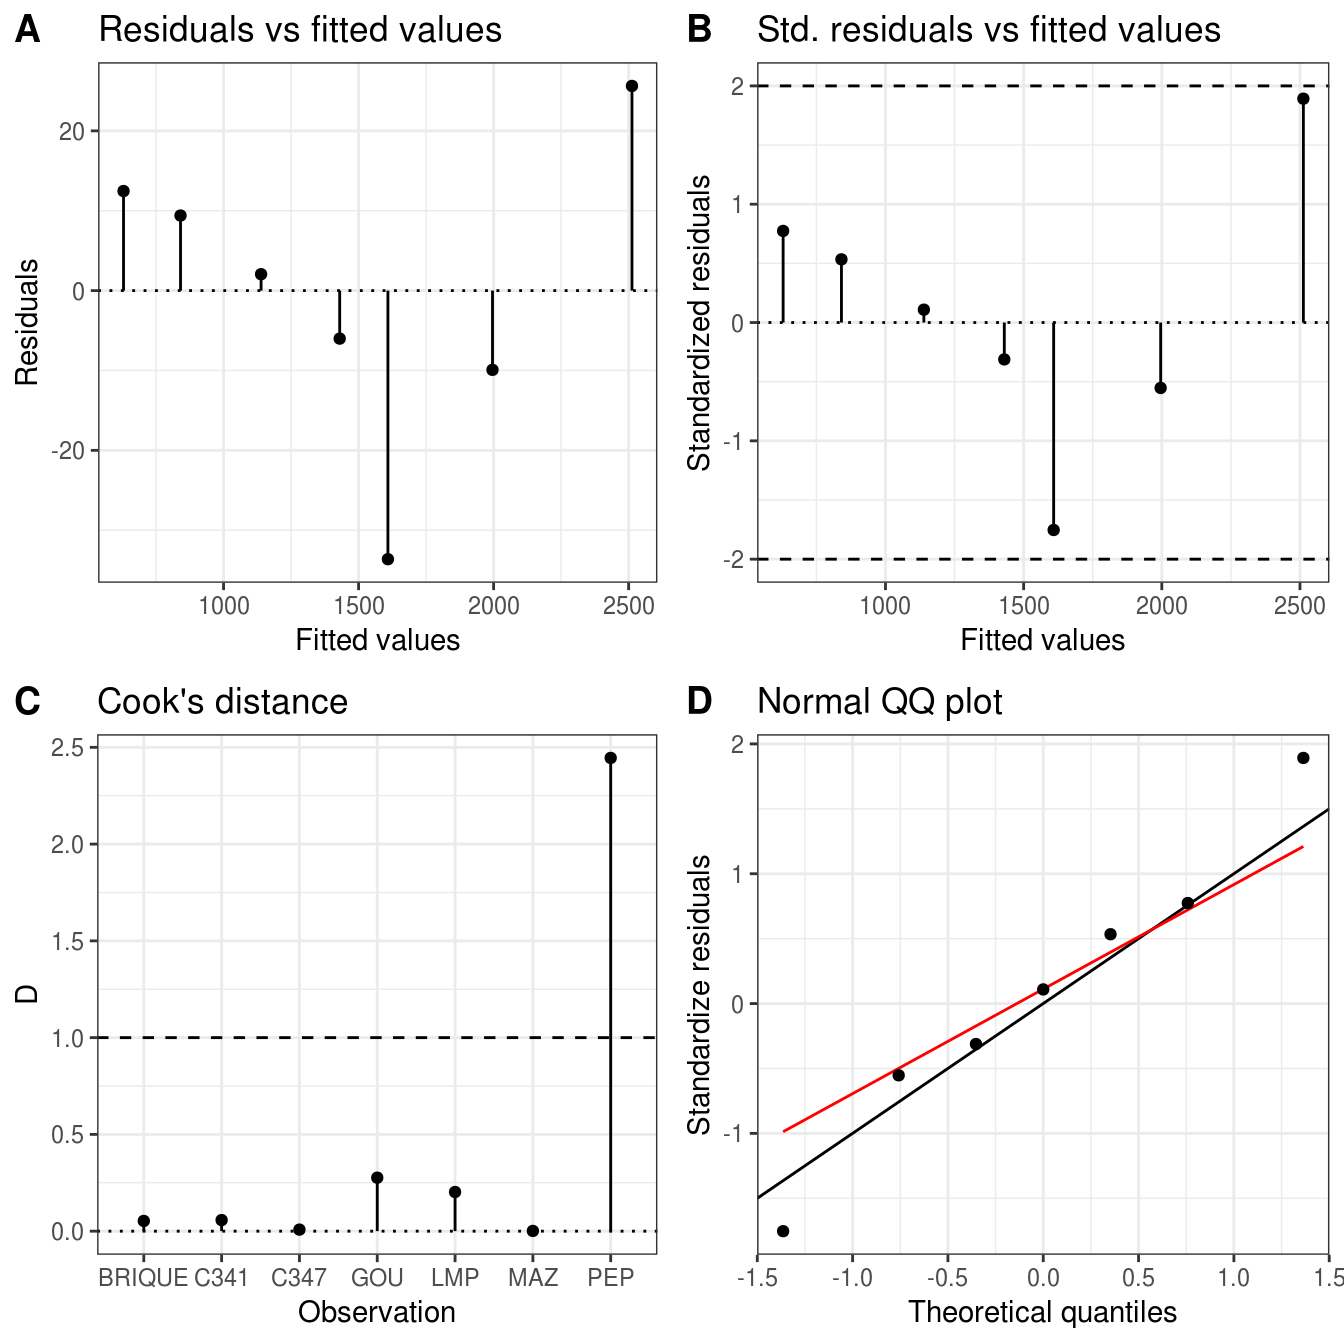 A Residuals vs fitted values
20
0
-20
Residuals
1000 1500 2000 2500
Fitted values
B Std. residuals vs fitted values
2
1
0
-1
-2
Standardized residuals
1000 1500 2000 2500
Fitted values
C Cook's distance
2.5
2.0
1.5
1.0
0.5
0.0
D
BRIQUE C341 C347 GOU LMP MAZ PEP
Observation
D Normal QQ plot
2
1
0
-1
Standardize residuals
-1.5 -1.0 -0.5 0.0 0.5 1.0 1.5
Theoretical quantiles